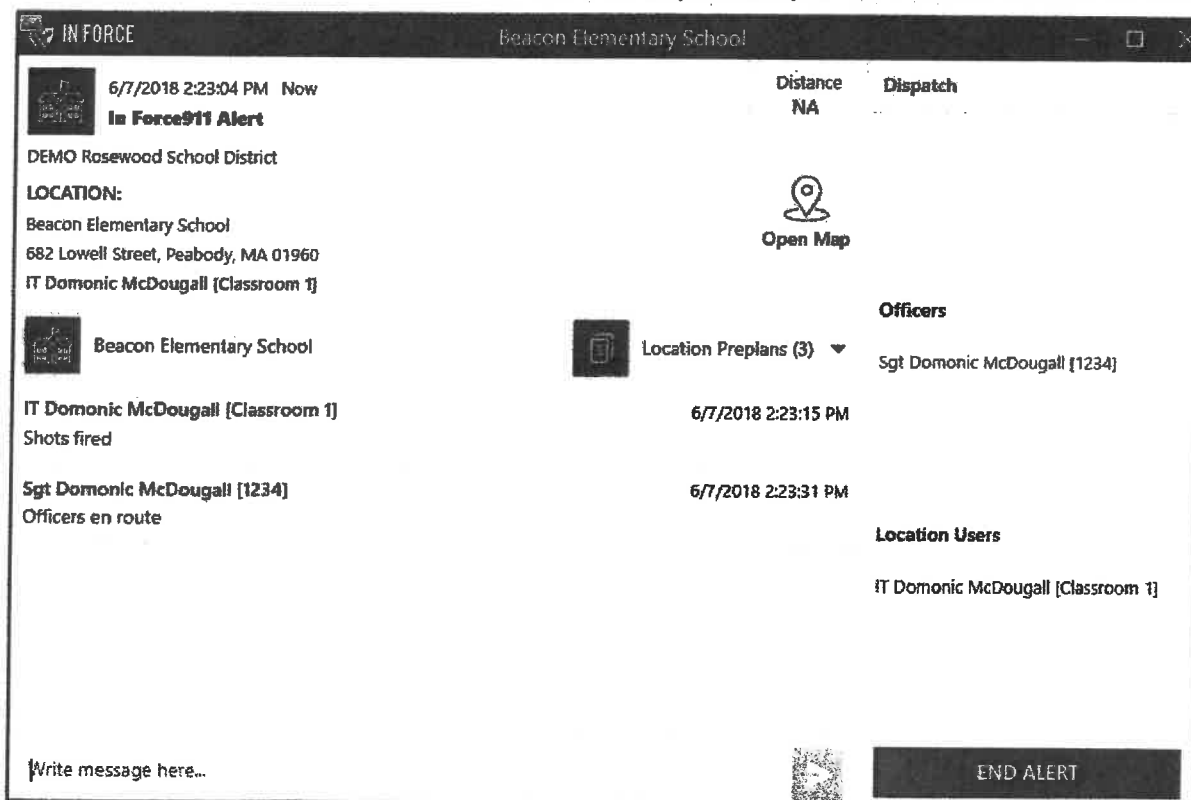 IN FORCE
Beacon Elementary School
6/7/2018 2:23:04 PM Now
In Force911 Alert
Distance
NA
Dispatch
DEMO Rosewood School District
LOCATION:
Beacon Elementary School
682 Lowell Street, Peabody, MA 01960
IT Domonic McDougall [Classroom 1]
Open Map
Officers
Sgt Domonic McDougall [1234]
Beacon Elementary School
Location Preplans (3)
IT Domonic McDougall [Classroom 1]
6/7/2018 2:23:15 PM
Shots fired
Sgt Domonic McDougall [1234]
6/7/2018 2:23:31 PM
Officers en route
Location Users
IT Domonic McDougall [Classroom 1]
Write message here...
END ALERT